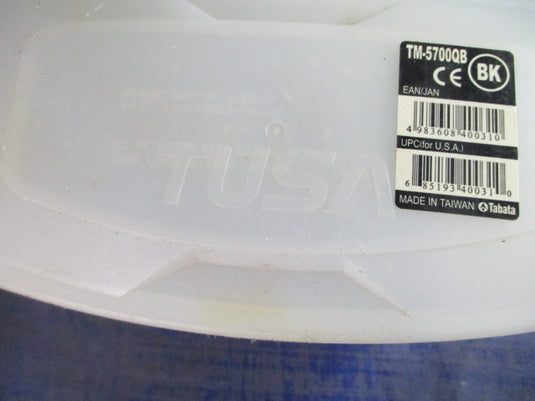 TM-5700QB
CE BK
EAN/JAN
4 983608 400310
UPC(for U.S.A.)
6 85193 40031 0
MADE IN TAIWAN Tabata
TUSA